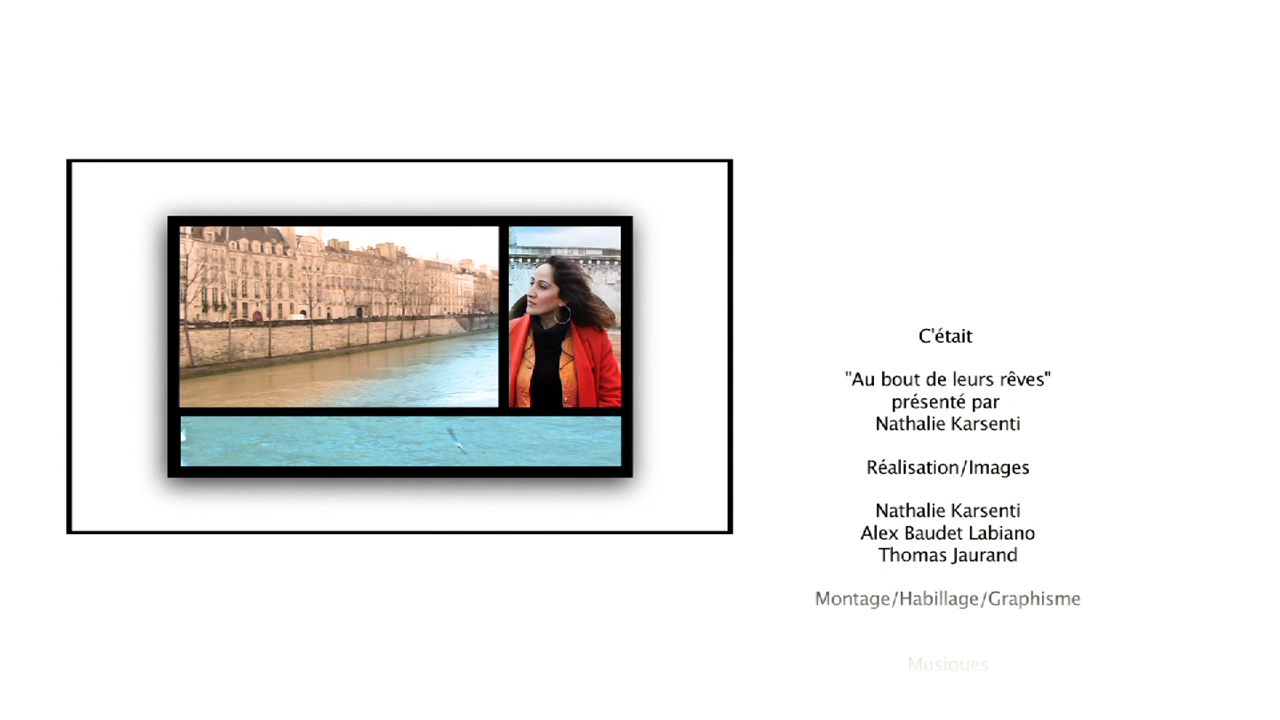 C'était
"Au bout de leurs rêves"
présenté par
Nathalie Karsenti
Réalisation/Images
Nathalie Karsenti
Alex Baudet Labiano
Thomas Jaurand
Montage/Habillage/Graphisme
Musiques